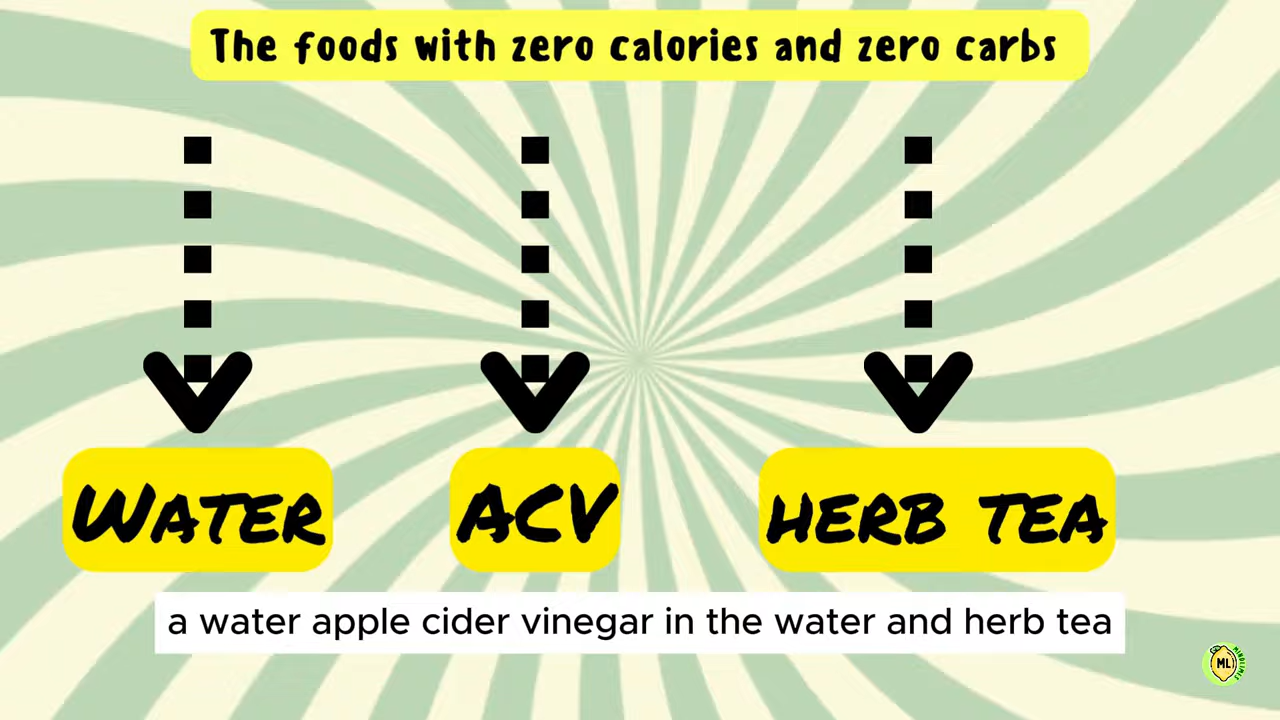 The foods with zero calories and zero carbs
WATER
ACV
HERB TEA
a water apple cider vinegar in the water and herb tea
ML
MINDLIMES